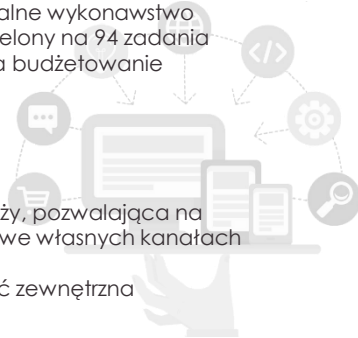 alne wykonawstwo
elony na 94 zadania
a budżetowanie
ży, pozwalająca na
we własnych kanałach
ć zewnętrzna